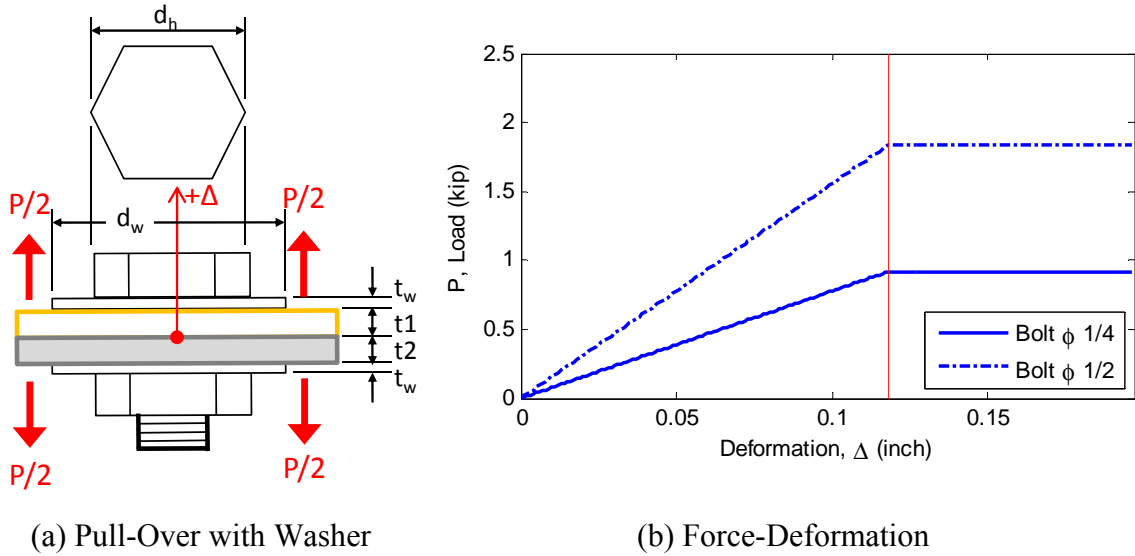 d_h
+Δ
P/2
P/2
d_w
t_w
t1
t2
t_w
P/2
P/2
(a) Pull-Over with Washer
2.5
2
1.5
1
0.5
0
P, Load (kip)
0
0.05
0.1
0.15
Deformation, Δ (inch)
Bolt ϕ 1/4
Bolt ϕ 1/2
(b) Force-Deformation